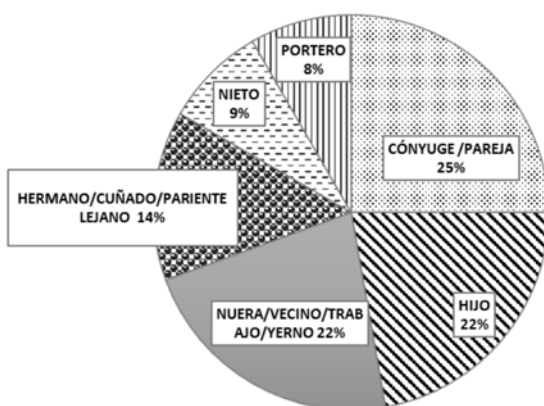 PORTERO
8%
NIETO
9%
CÓNYUGE /PAREJA
25%
HERMANO/CUÑADO/PARIENTE
LEJANO 14%
HIJO
22%
NUERA/VECINO/TRAB
AJO/YERNO 22%